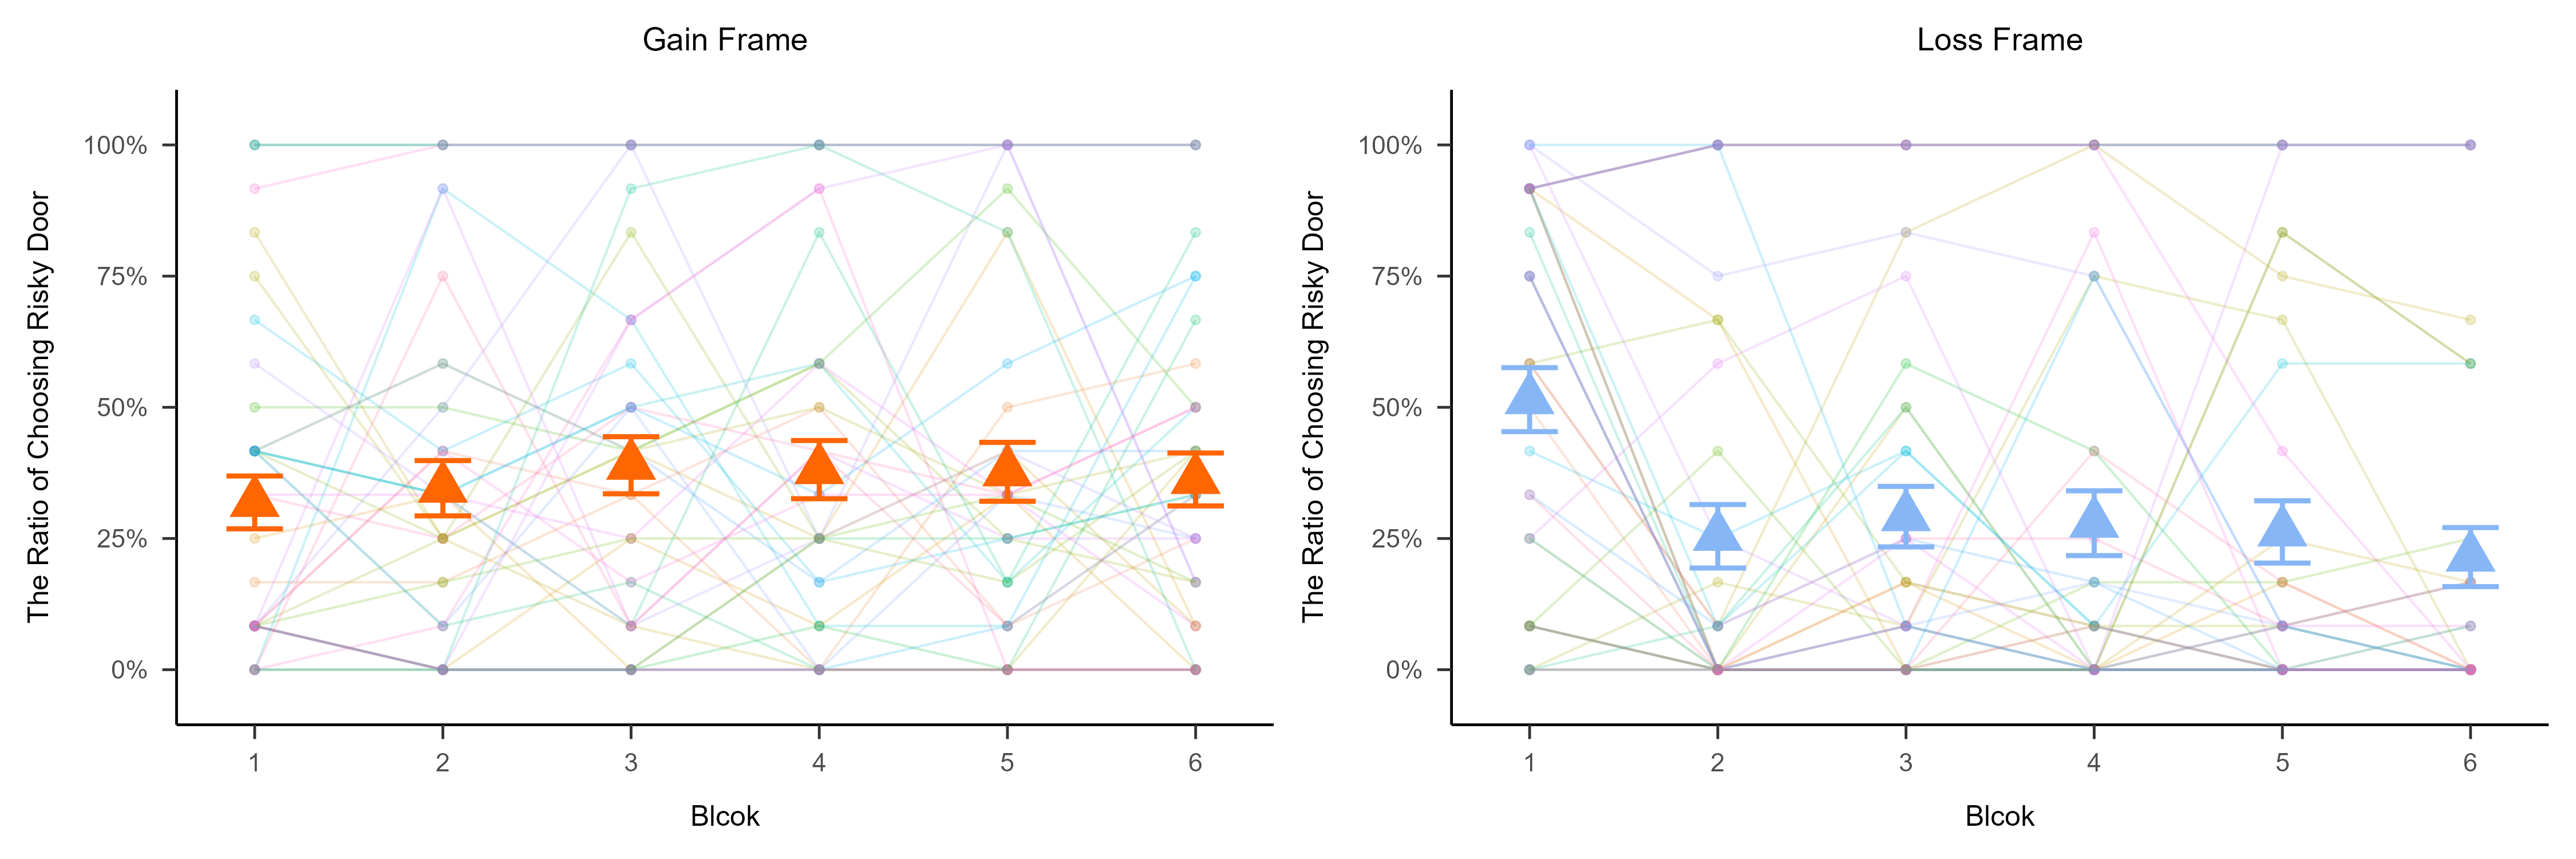 Gain Frame
The Ratio of Choosing Risky Door
100%
75%
50%
25%
0%
1 2 3 4 5 6
Blcok
Loss Frame
The Ratio of Choosing Risky Door
100%
75%
50%
25%
0%
1 2 3 4 5 6
Blcok